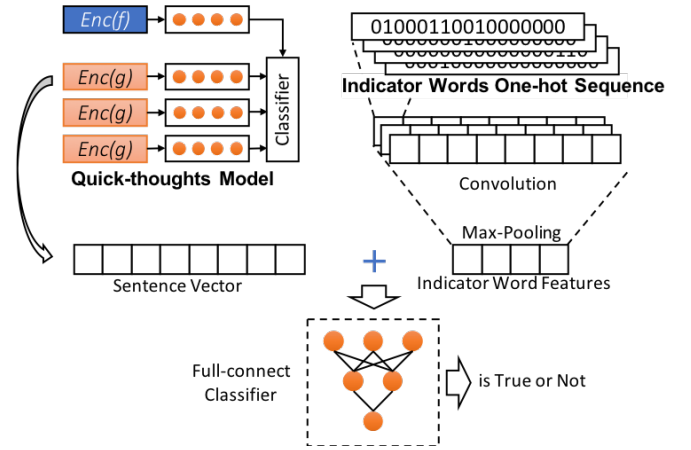 Enc(f)
Enc(g)
Enc(g)
Enc(g)
Classifier
Quick-thoughts Model
01000110010000000
Indicator Words One-hot Sequence
Convolution
Max-Pooling
Sentence Vector
+
Indicator Word Features
Full-connect
Classifier
is True or Not